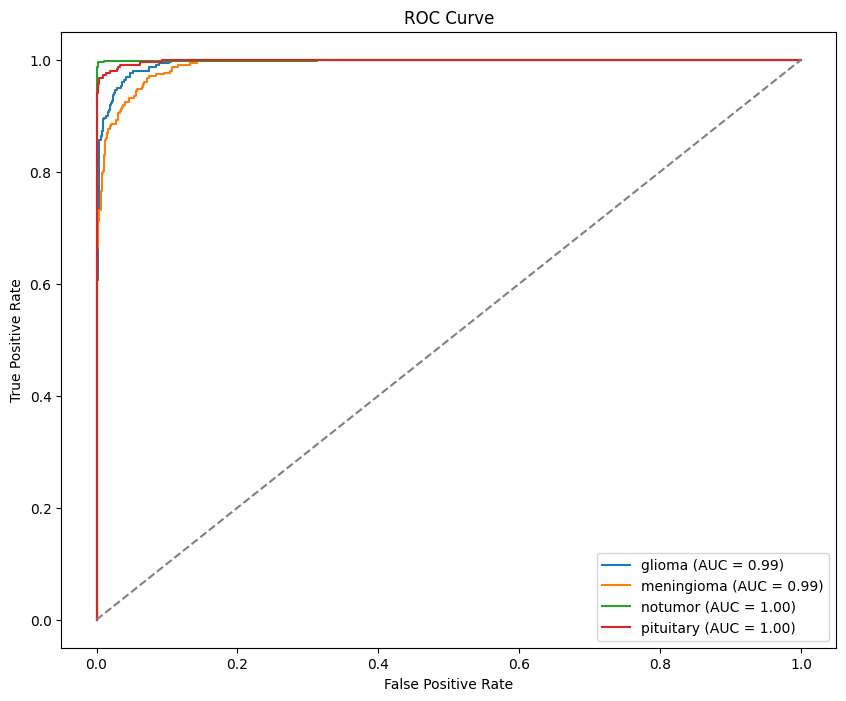 ROC Curve
True Positive Rate
1.0
0.8
0.6
0.4
0.2
0.0
glioma (AUC = 0.99)
meningioma (AUC = 0.99)
notumor (AUC = 1.00)
pituitary (AUC = 1.00)
0.0 0.2 0.4 0.6 0.8 1.0
False Positive Rate